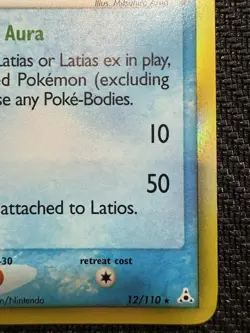 Illus. Mitsuhiro Arita
Aura
Latias or Latias ex in play,
ed Pokémon (excluding
se any Poké-Bodies.
10
50
attached to Latios.
-30 retreat cost
n/Nintendo 12/110 ★